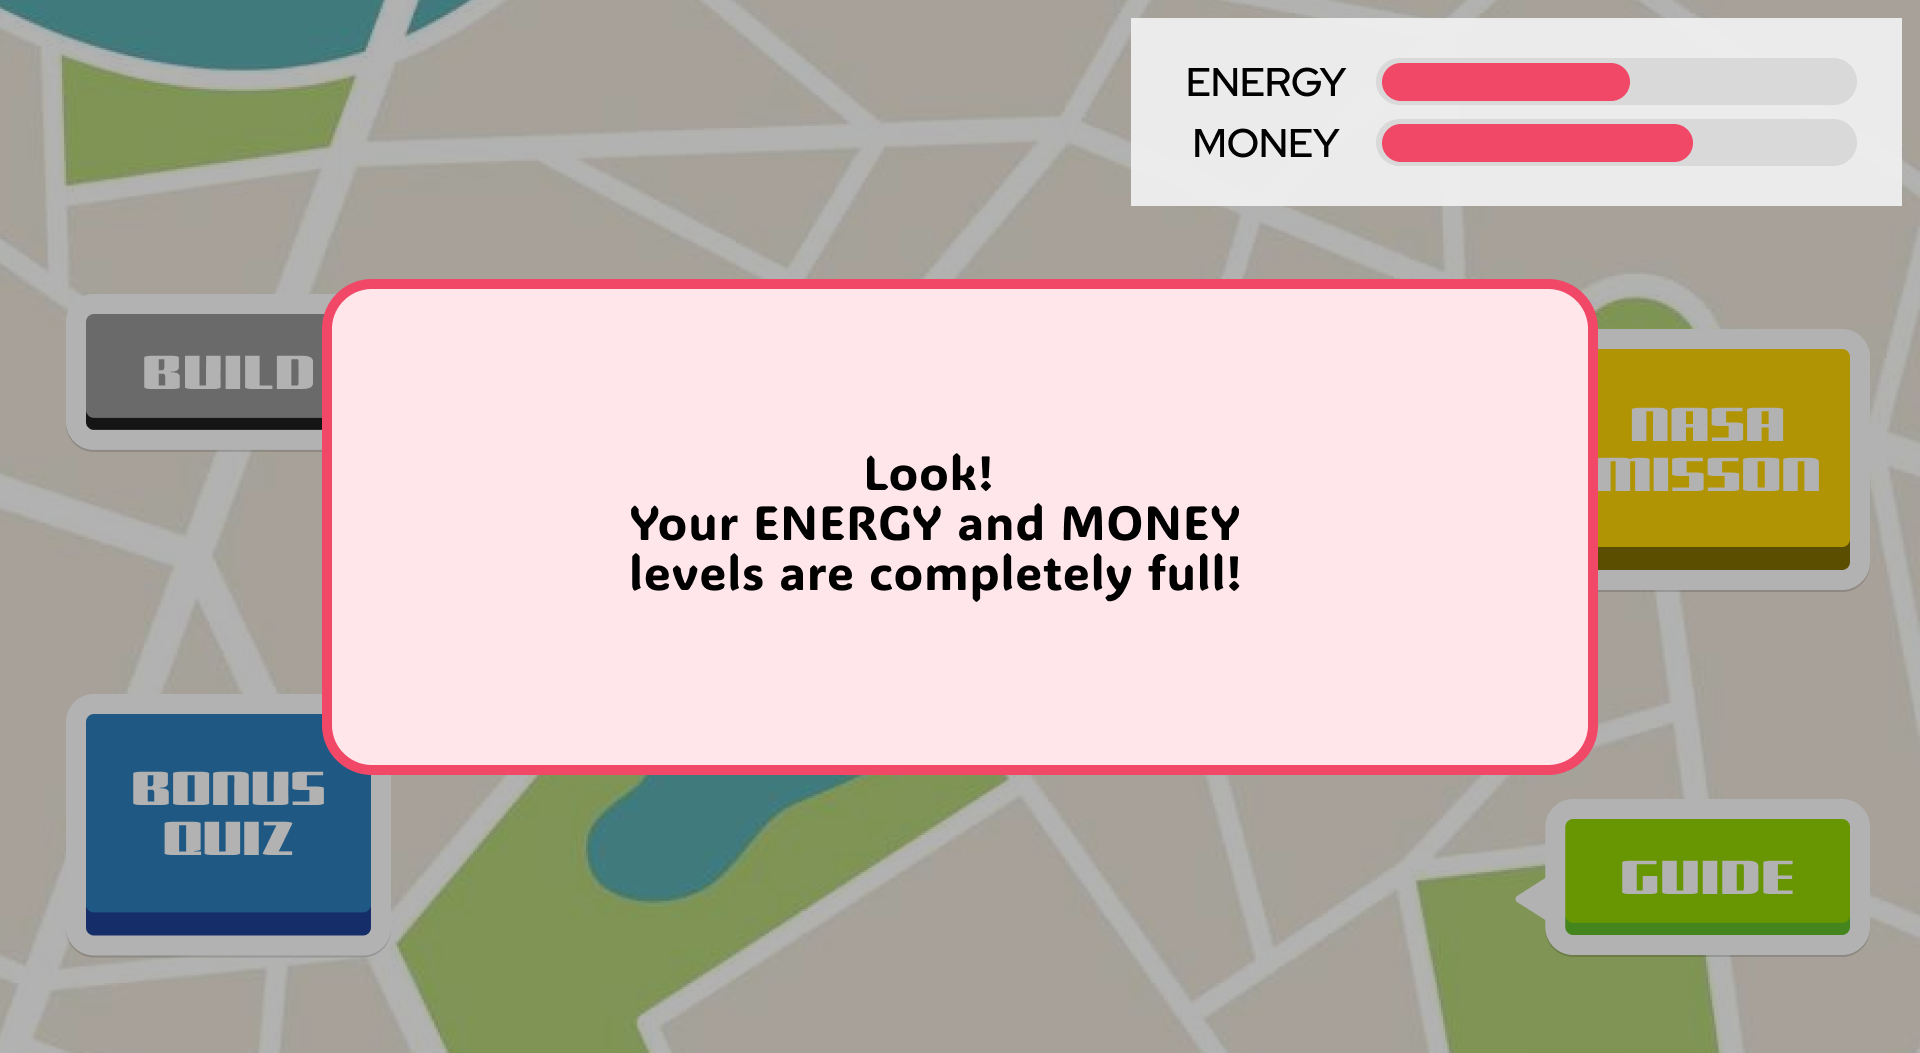 ENERGY
MONEY
BUILD
NASA
MISSON
Look!
Your ENERGY and MONEY
levels are completely full!
BONUS
QUIZ
GUIDE